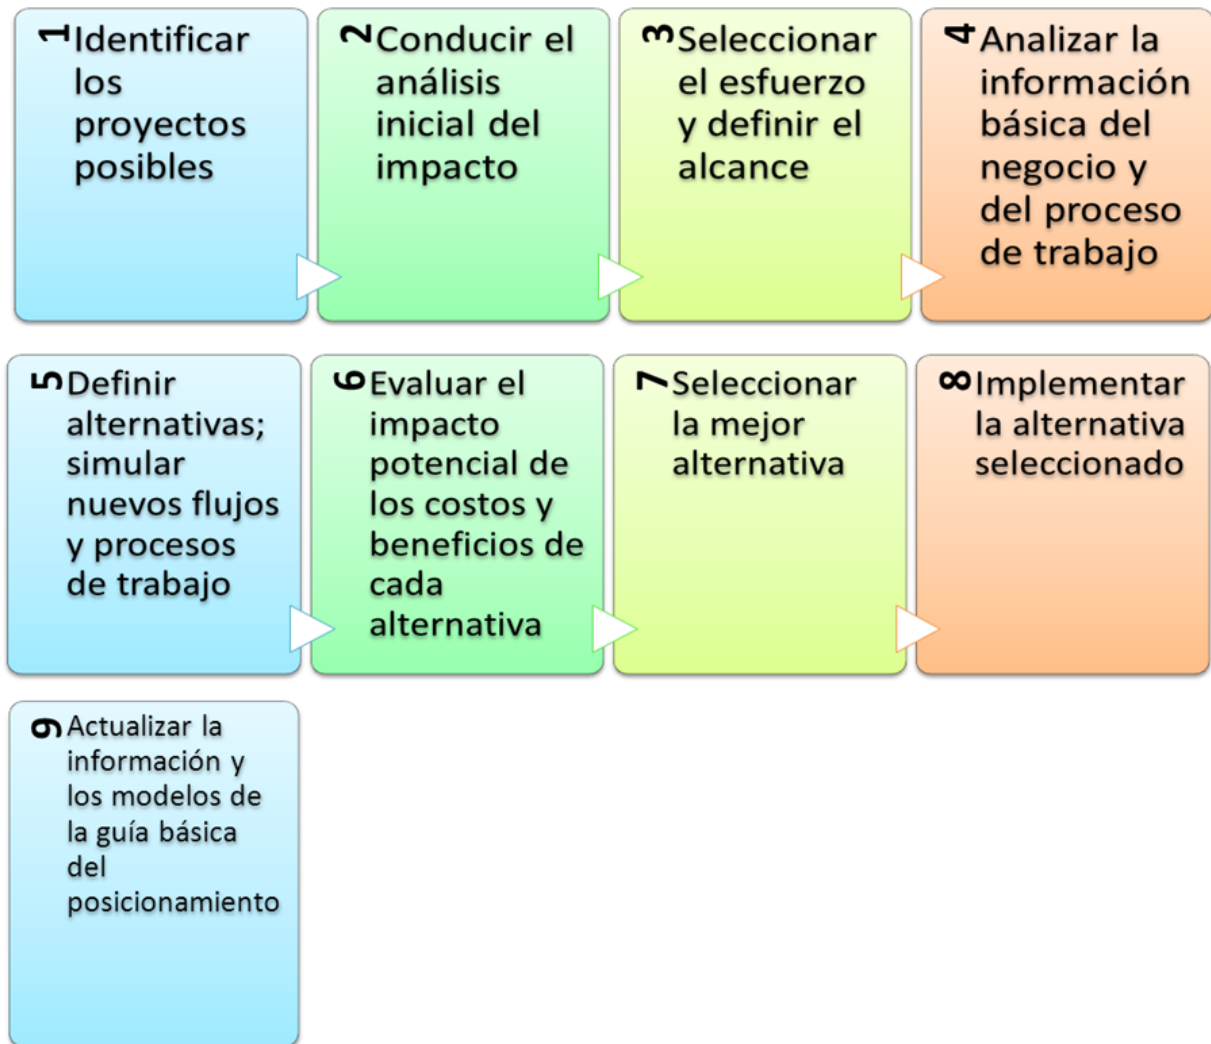 1 Identificar
los
proyectos
posibles
2 Conducir el
análisis
inicial del
impacto
3 Seleccionar
el esfuerzo
y definir el
alcance
4 Analizar la
información
básica del
negocio y
del proceso
de trabajo
5 Definir
alternativas;
simular
nuevos flujos
y procesos
de trabajo
6 Evaluar el
impacto
potencial de
los costos y
beneficios de
cada
alternativa
7 Seleccionar
la mejor
alternativa
8 Implementar
la alternativa
seleccionado
9 Actualizar la
información y
los modelos de
la guía básica
del
posicionamiento